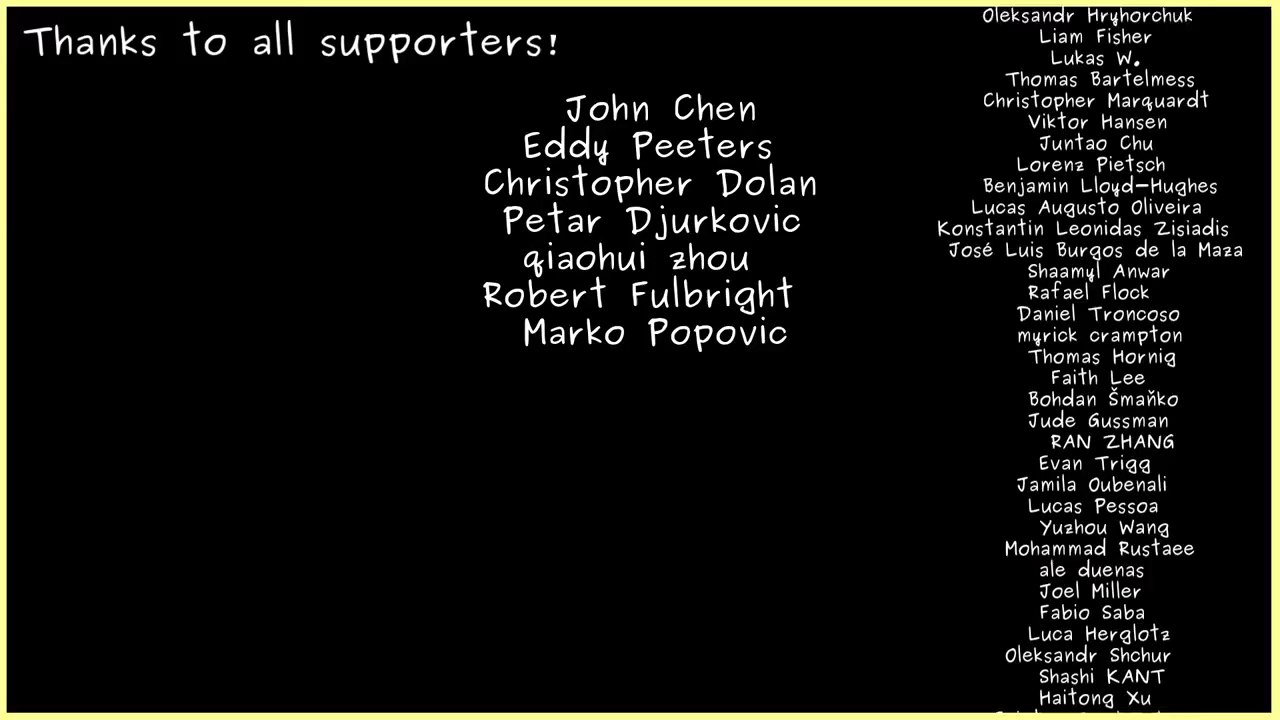 Thanks to all supporters!
John Chen
Eddy Peeters
Christopher Dolan
Petar Djurkovic
qiaohui zhou
Robert Fulbright
Marko Popovic
Oleksandr Hryhorchuk
Liam Fisher
Lukas W.
Thomas Bartelmess
Christopher Marquardt
Viktor Hansen
Juntao Chu
Lorenz Pietsch
Benjamin Lloyd-Hughes
Lucas Augusto Oliveira
Konstantin Leonidas Zisiadis
José Luis Burgos de la Maza
Shaamyl Anwar
Rafael Flock
Daniel Troncoso
myrick crampton
Thomas Hornig
Faith Lee
Bohdan Šmaňko
Jude Gussman
RAN ZHANG
Evan Trigg
Jamila Oubenali
Lucas Pessoa
Yuzhou Wang
Mohammad Rustaee
ale duenas
Joel Miller
Fabio Saba
Luca Herglotz
Oleksandr Shchur
Shashi KANT
Haitong Xu